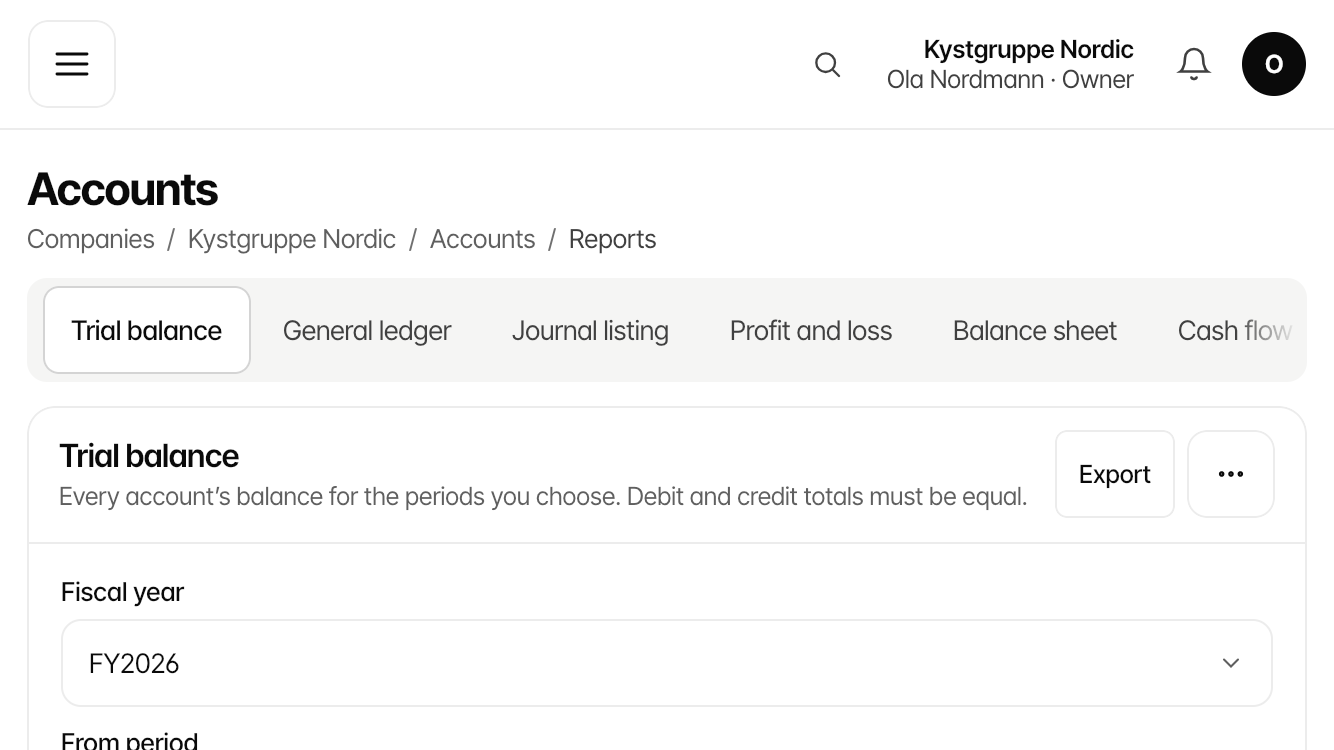 Kystgruppe Nordic
Ola Nordmann · Owner
O
Accounts
Companies / Kystgruppe Nordic / Accounts / Reports
Trial balance General ledger Journal listing Profit and loss Balance sheet Cash flow
Trial balance
Every account’s balance for the periods you choose. Debit and credit totals must be equal.
Export
Fiscal year
FY2026
From period